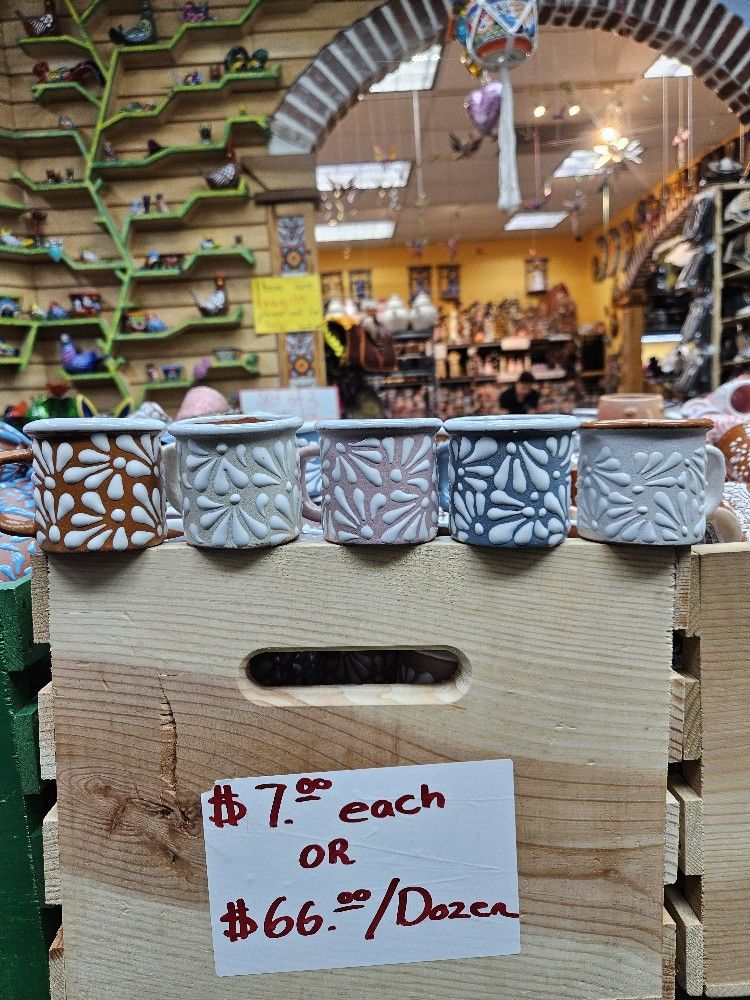 $7.00 each
OR
$66.00/Dozen